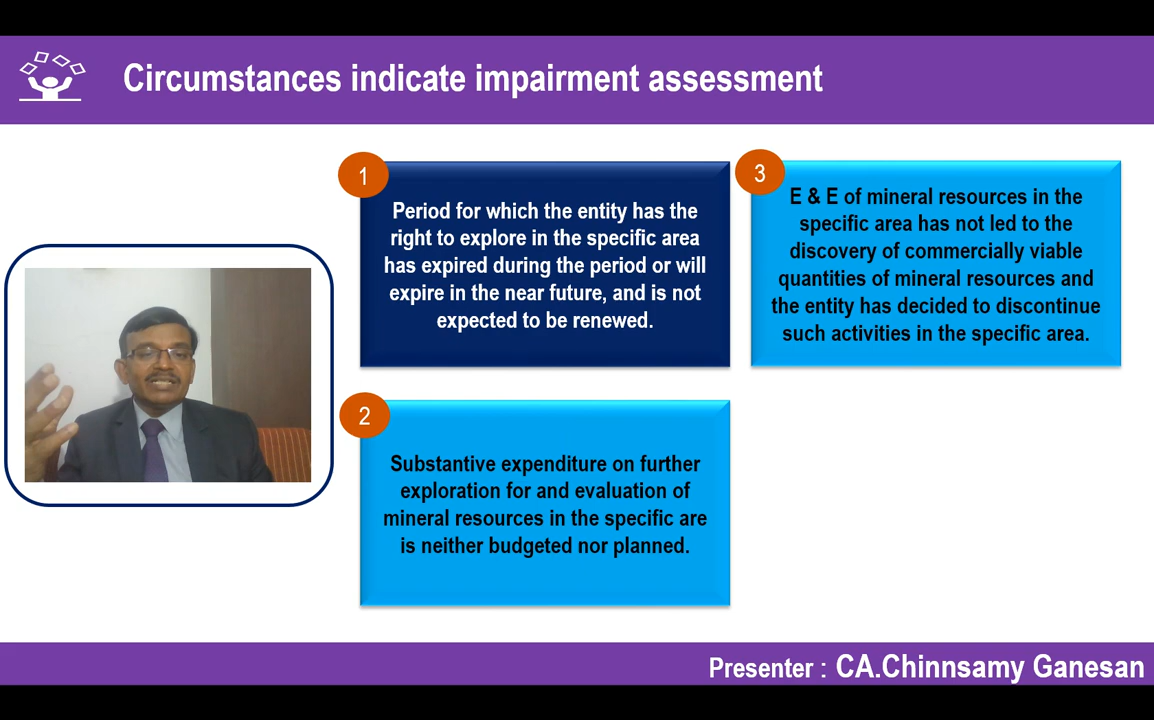 Circumstances indicate impairment assessment
1
Period for which the entity has the
right to explore in the specific area
has expired during the period or will
expire in the near future, and is not
expected to be renewed.
2
Substantive expenditure on further
exploration for and evaluation of
mineral resources in the specific are
is neither budgeted nor planned.
3
E & E of mineral resources in the
specific area has not led to the
discovery of commercially viable
quantities of mineral resources and
the entity has decided to discontinue
such activities in the specific area.
Presenter : CA.Chinnsamy Ganesan